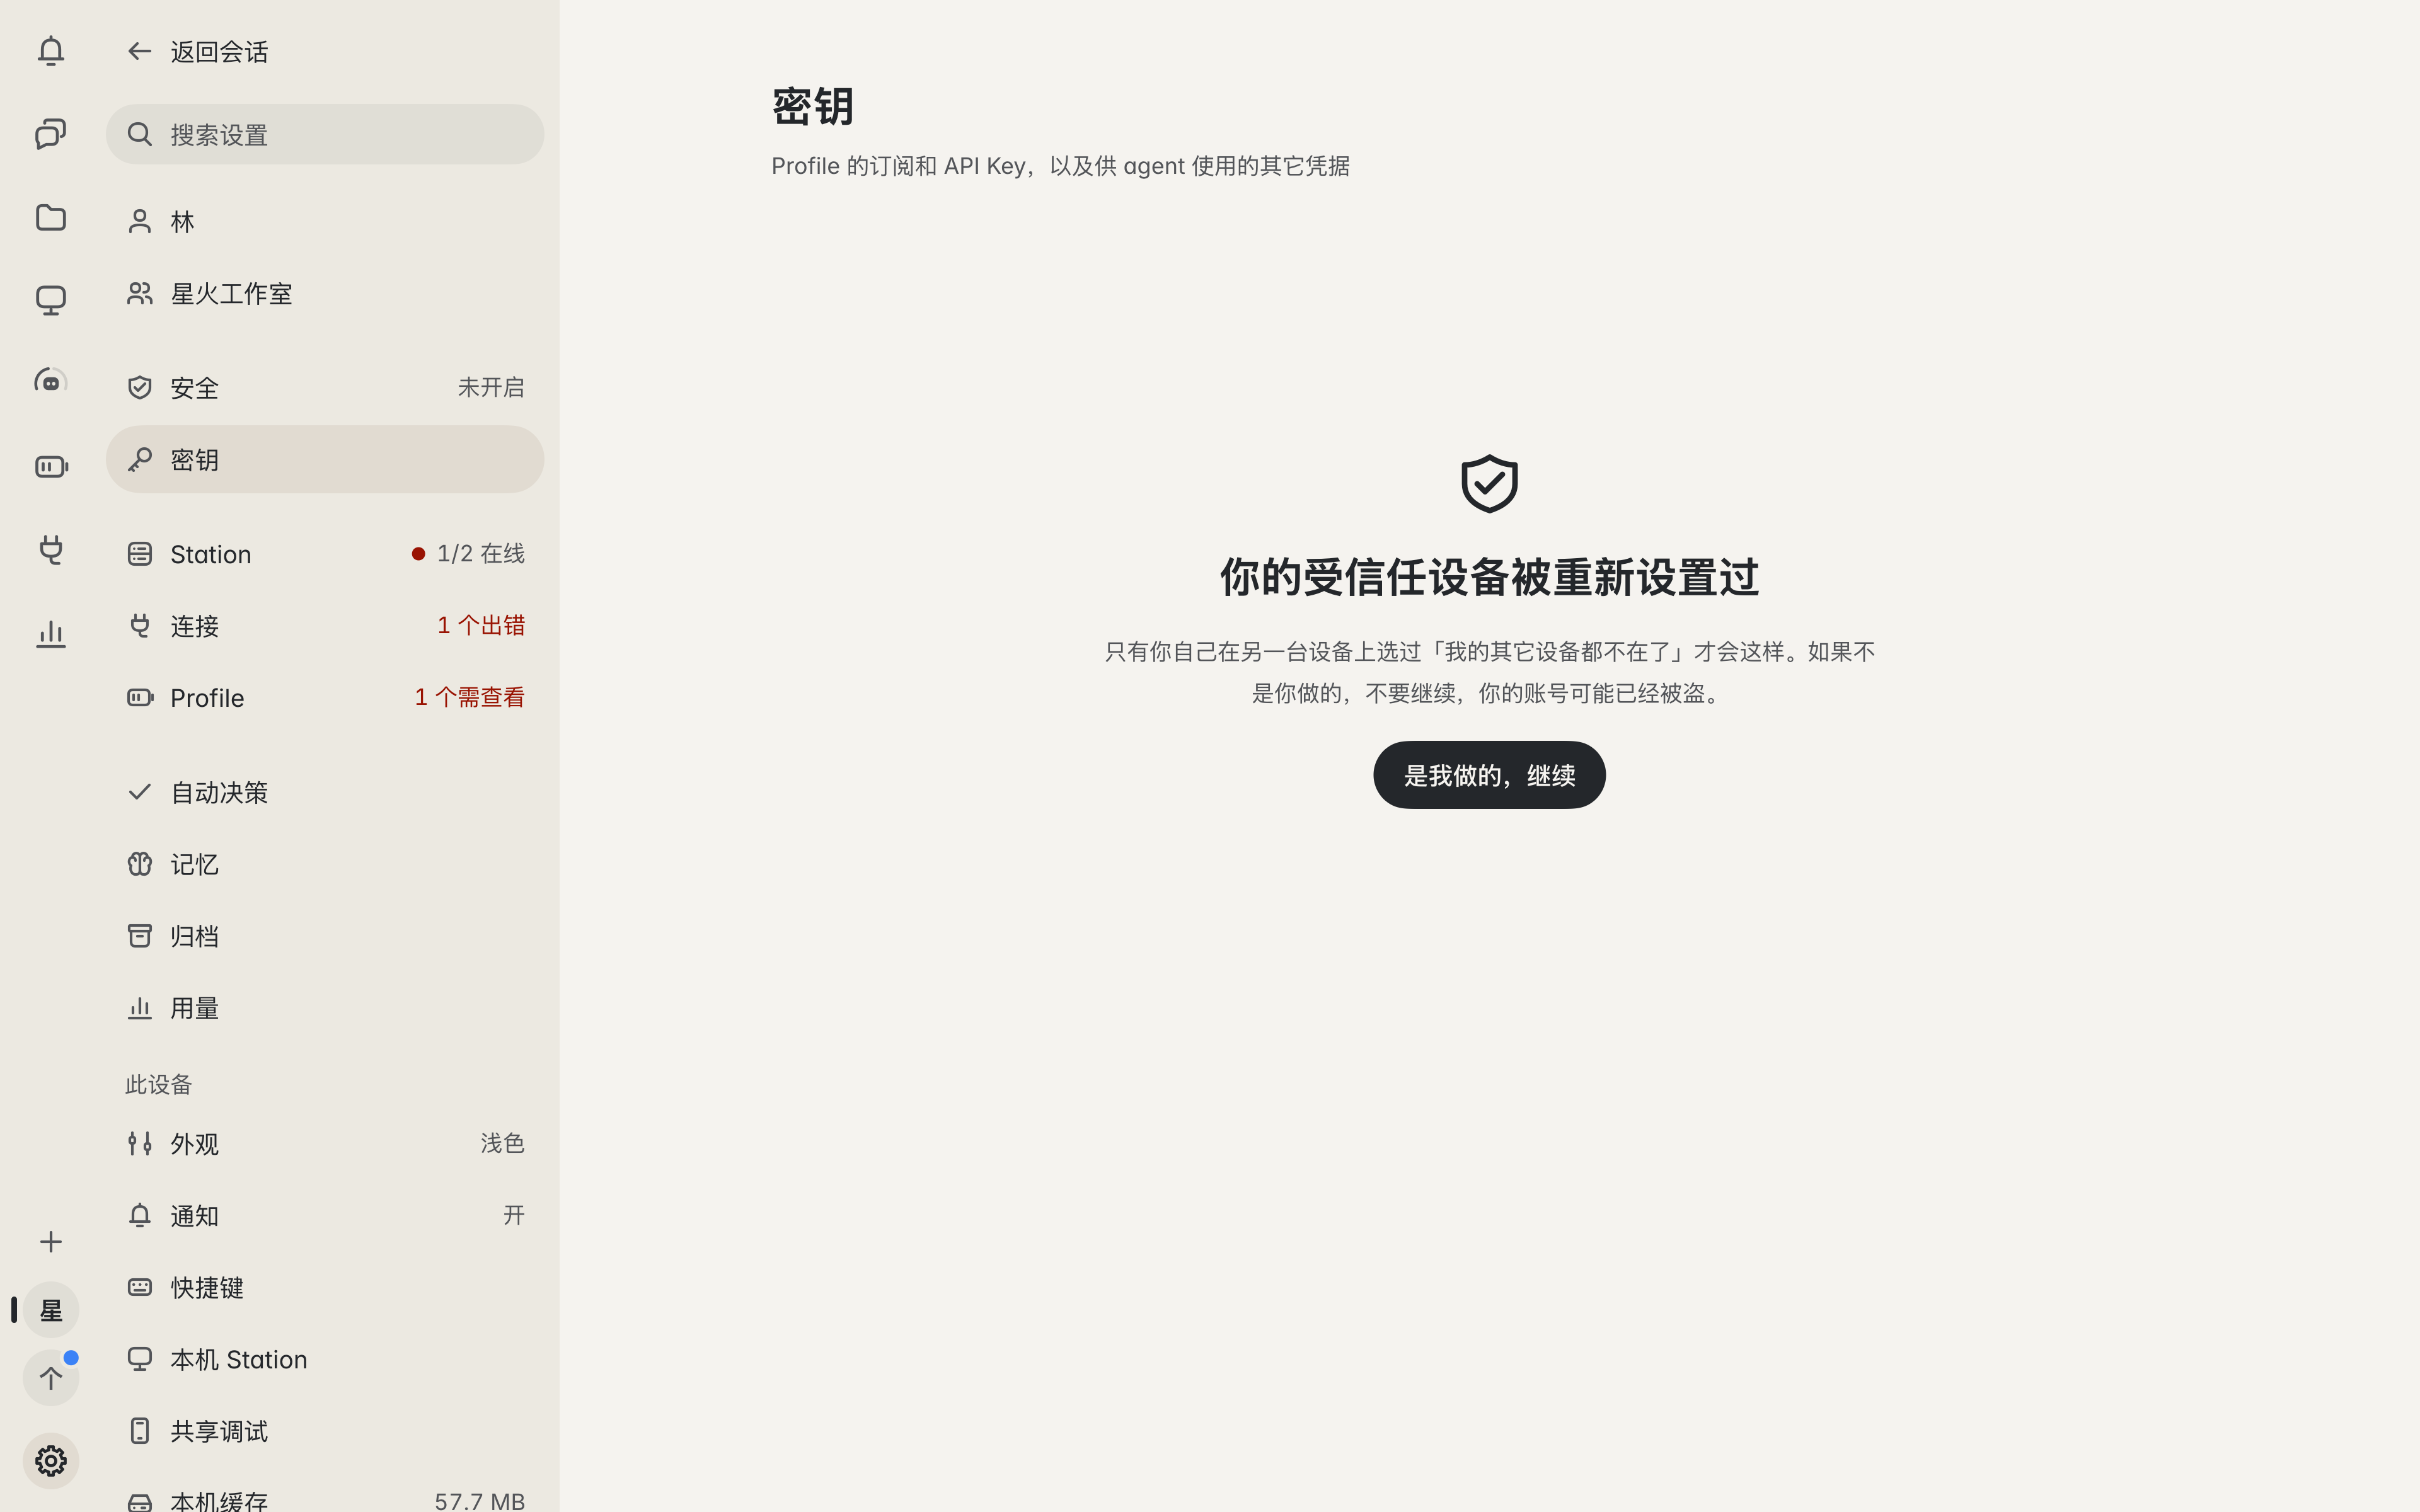 返回会话
搜索设置
林
星火工作室
安全 未开启
密钥
Station 1/2 在线
连接 1 个出错
Profile 1 个需查看
自动决策
记忆
归档
用量
此设备
外观 浅色
通知 开
快捷键
本机 Station
共享调试
本机缓存 57.7 MB
星
个
密钥
Profile 的订阅和 API Key，以及供 agent 使用的其它凭据
你的受信任设备被重新设置过
只有你自己在另一台设备上选过「我的其它设备都不在了」才会这样。如果不
是你做的，不要继续，你的账号可能已经被盗。
是我做的，继续